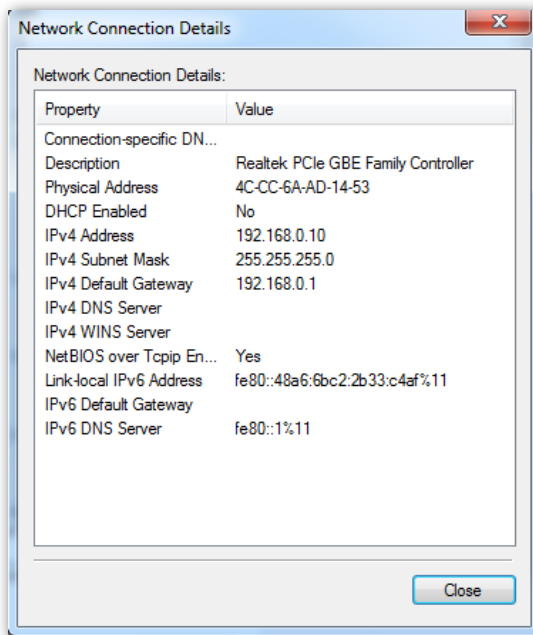 Network Connection Details
Network Connection Details:
Property Value
Connection-specific DN...
Description Realtek PCIe GBE Family Controller
Physical Address 4C-CC-6A-AD-14-53
DHCP Enabled No
IPv4 Address 192.168.0.10
IPv4 Subnet Mask 255.255.255.0
IPv4 Default Gateway 192.168.0.1
IPv4 DNS Server
IPv4 WINS Server
NetBIOS over Tcpip En... Yes
Link-local IPv6 Address fe80::48a6:6bc2:2b33:c4af%11
IPv6 Default Gateway
IPv6 DNS Server fe80::1%11
Close